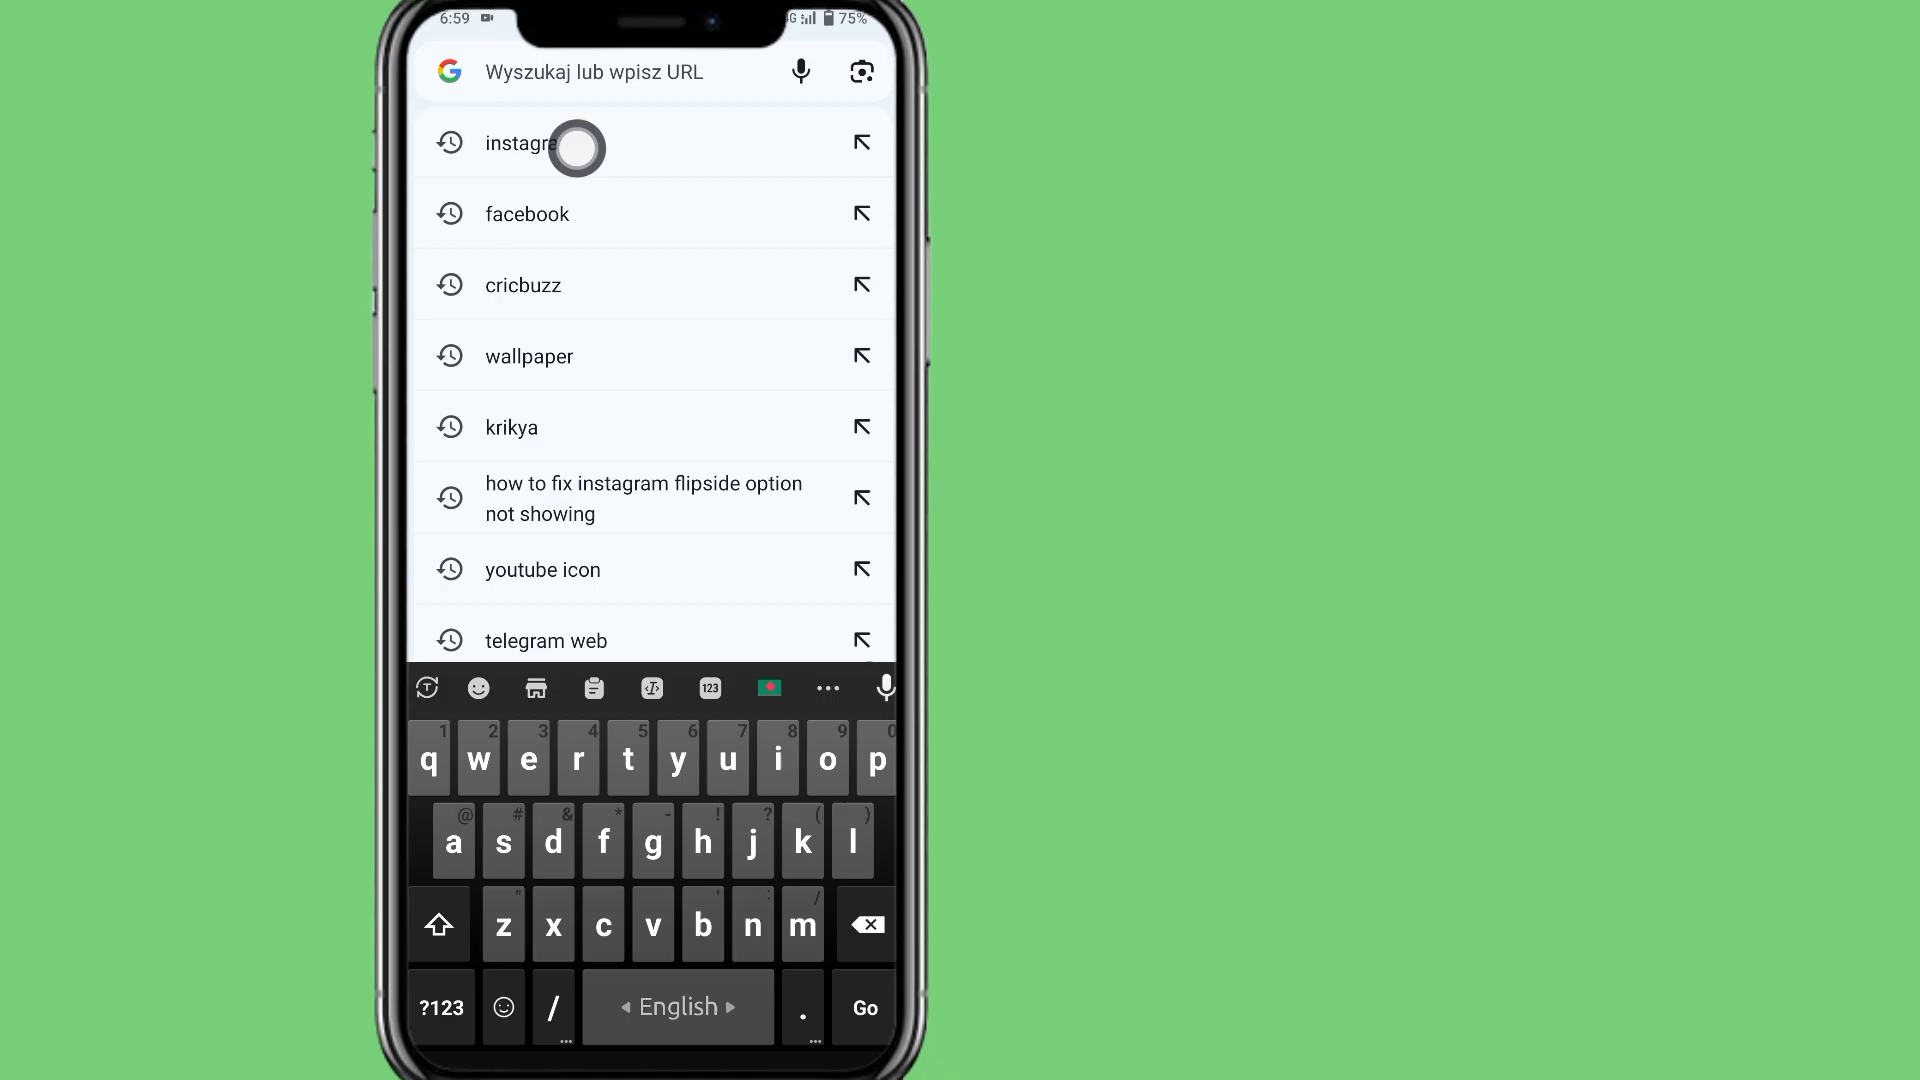 6:59 4G 75%
Wyszukaj lub wpisz URL
facebook
cricbuzz
wallpaper
krikya
how to fix instagram flipside option
not showing
youtube icon
telegram web
123
1 2 3 4 5 6 7 8 9 0
q w e r t y u i o p
@ # & * - ! ? ( )
a s d f g h j k l
" ' : /
z x c v b n m
?123 / English . Go